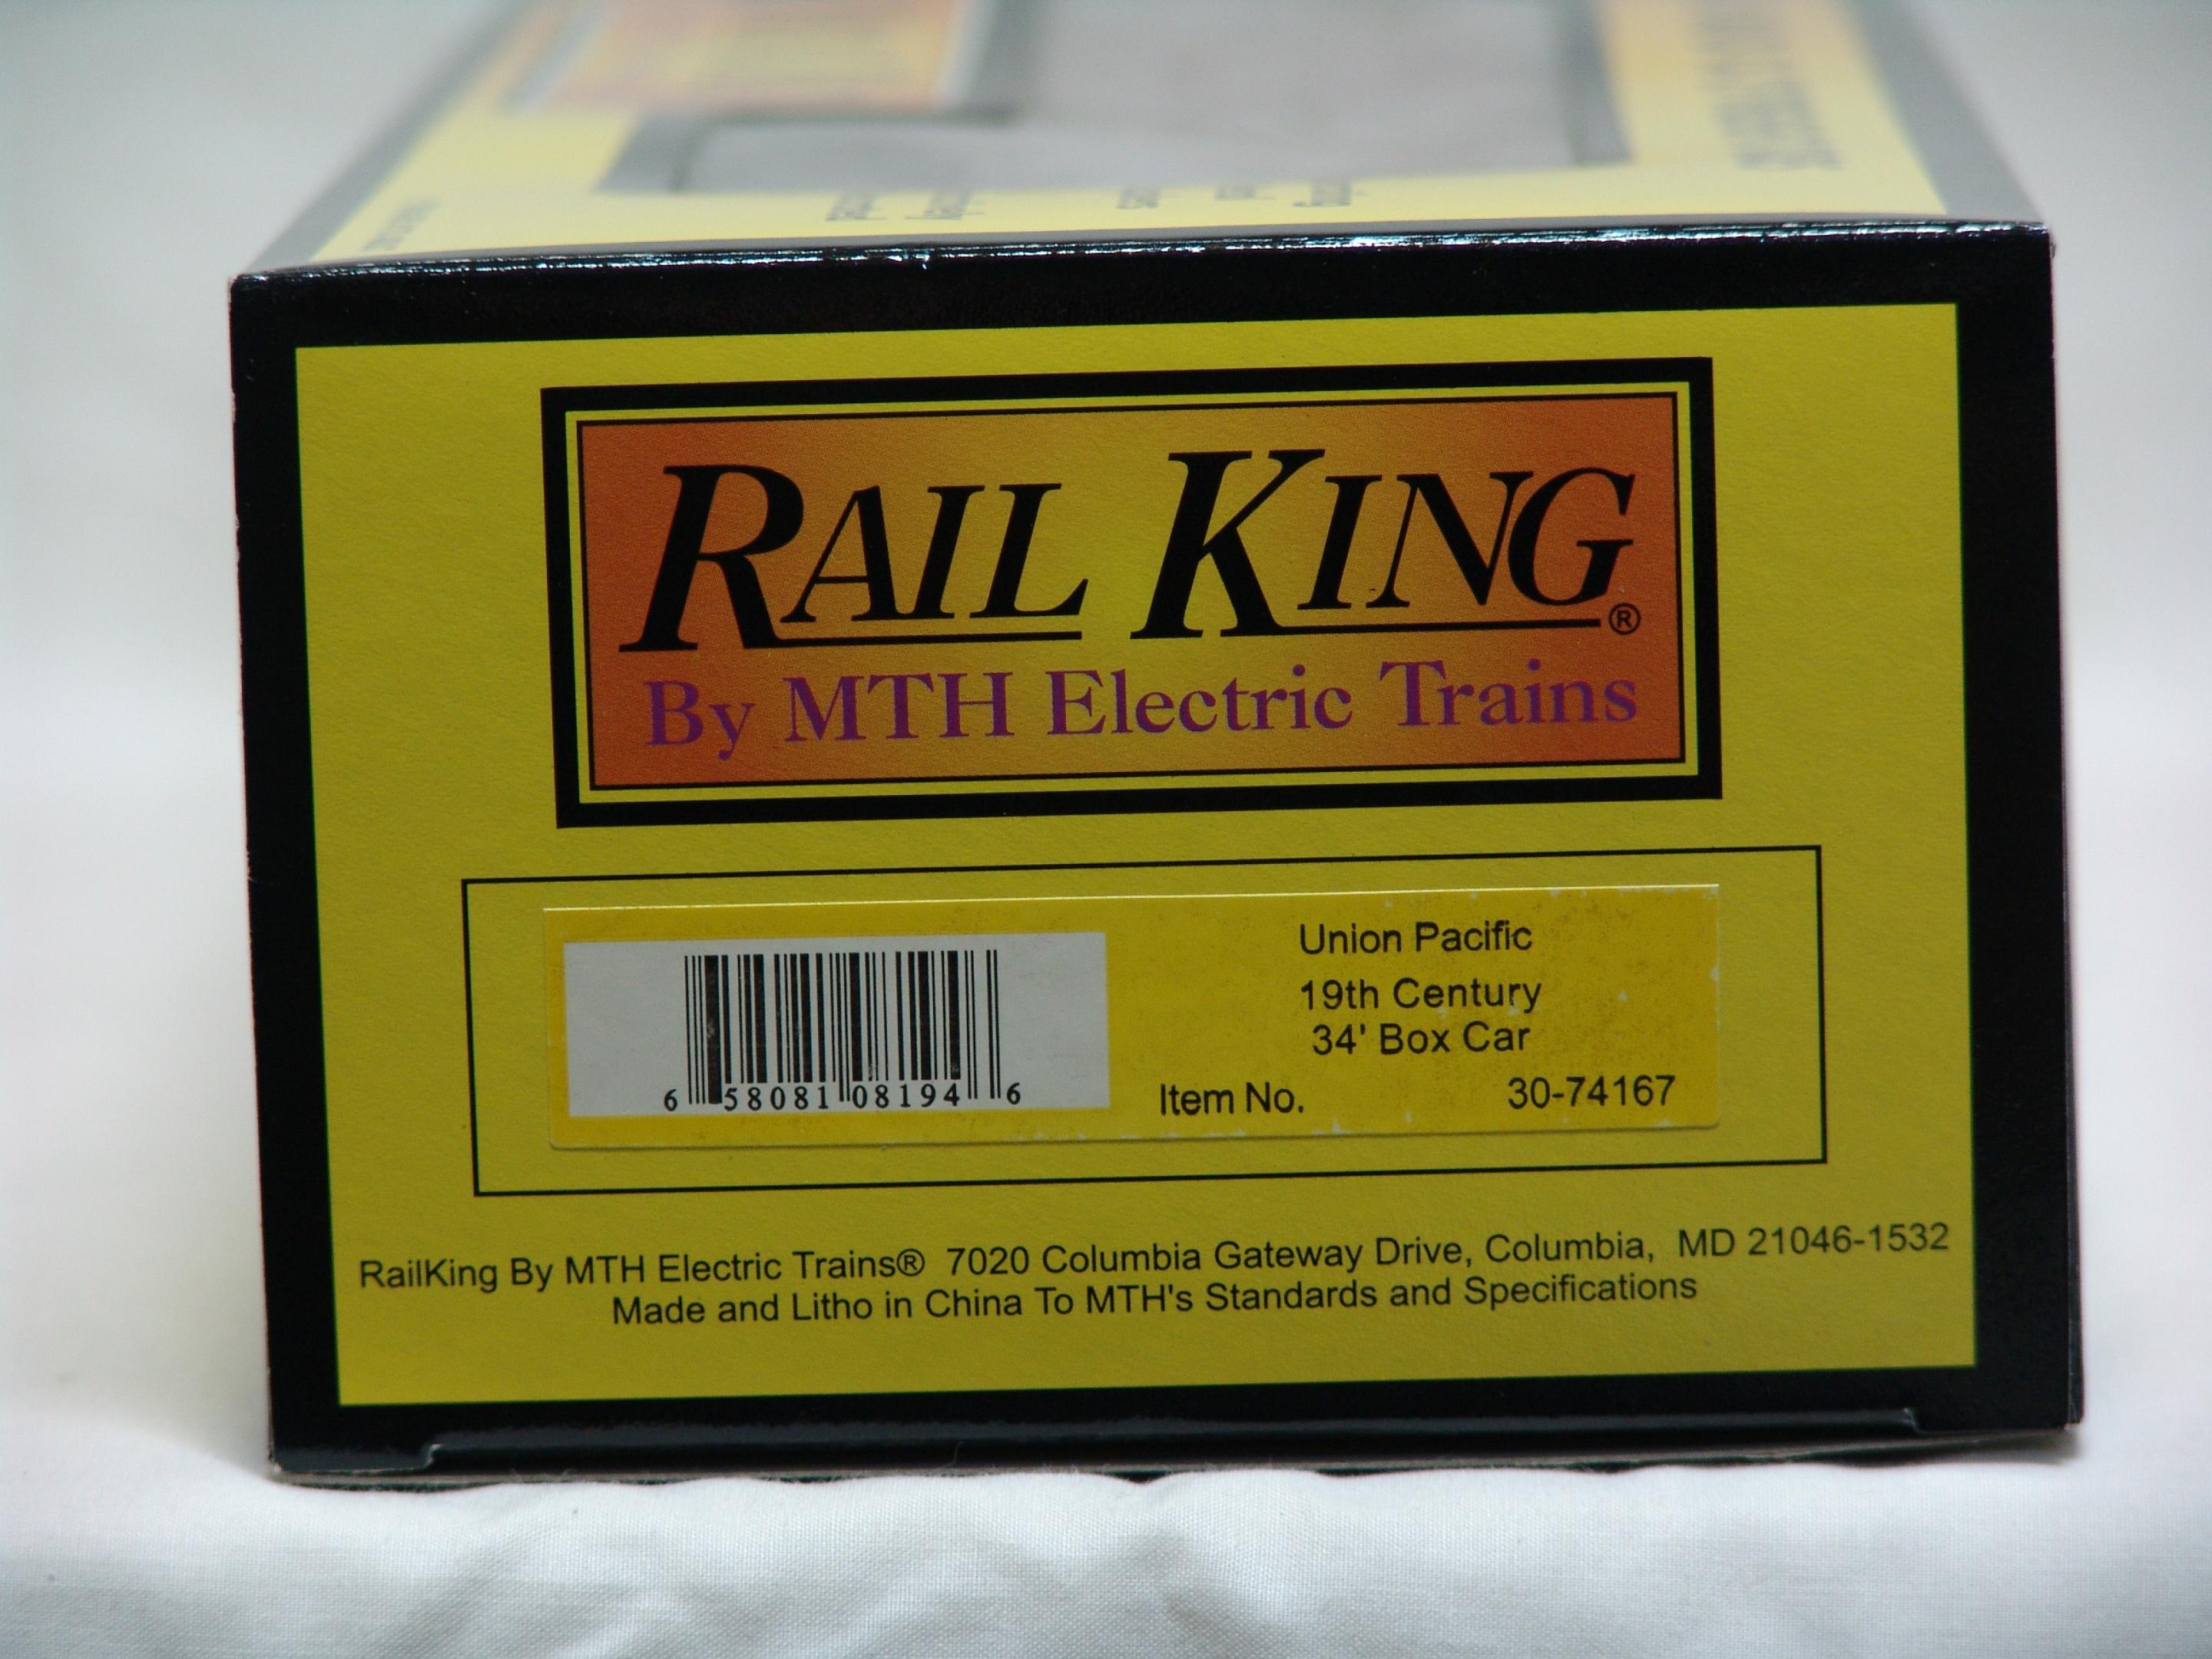 RAIL KING®
By MTH Electric Trains
Union Pacific
19th Century
34' Box Car
6 58081 08194 6
Item No. 30-74167
RailKing By MTH Electric Trains® 7020 Columbia Gateway Drive, Columbia, MD 21046-1532
Made and Litho in China To MTH's Standards and Specifications